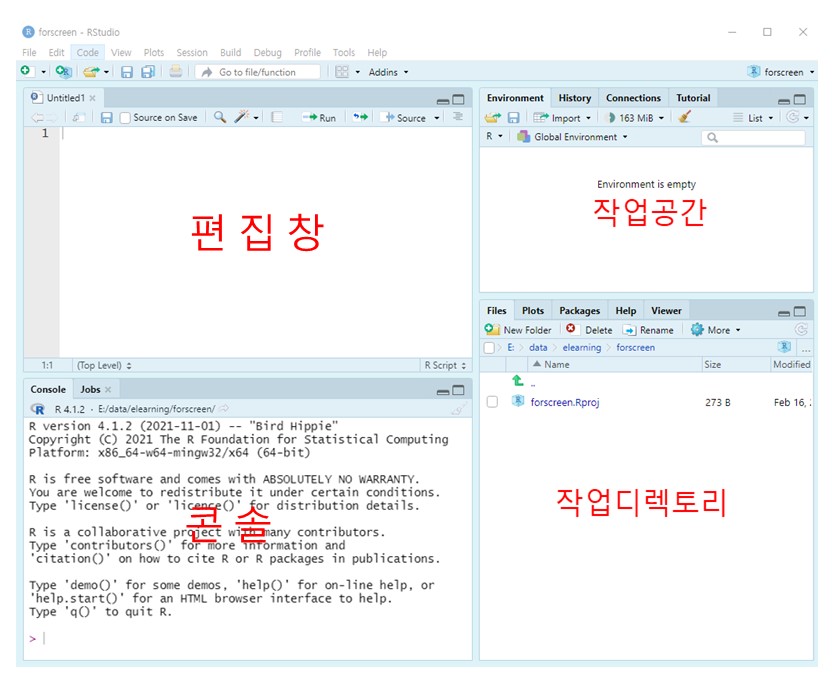 forscreen - RStudio
File Edit Code View Plots Session Build Debug Profile Tools Help
Go to file/function Addins forscreen
Untitled1
Source on Save Run Source
1
편 집 창
1:1 (Top Level) R Script
Console Jobs
R 4.1.2 · E:/data/elearning/forscreen/
R version 4.1.2 (2021-11-01) -- "Bird Hippie"
Copyright (C) 2021 The R Foundation for Statistical Computing
Platform: x86_64-w64-mingw32/x64 (64-bit)
R is free software and comes with ABSOLUTELY NO WARRANTY.
You are welcome to redistribute it under certain conditions.
Type 'license()' or 'licence()' for distribution details.
콘 솔
R is a collaborative project with many contributors.
Type 'contributors()' for more information and
'citation()' on how to cite R or R packages in publications.
Type 'demo()' for some demos, 'help()' for on-line help, or
'help.start()' for an HTML browser interface to help.
Type 'q()' to quit R.
>
Environment History Connections Tutorial
Import 163 MiB List
R Global Environment
Environment is empty
작업공간
Files Plots Packages Help Viewer
New Folder Delete Rename More
E: data elearning forscreen ...
Name Size Modified
..
forscreen.Rproj 273 B Feb 16,
작업디렉토리